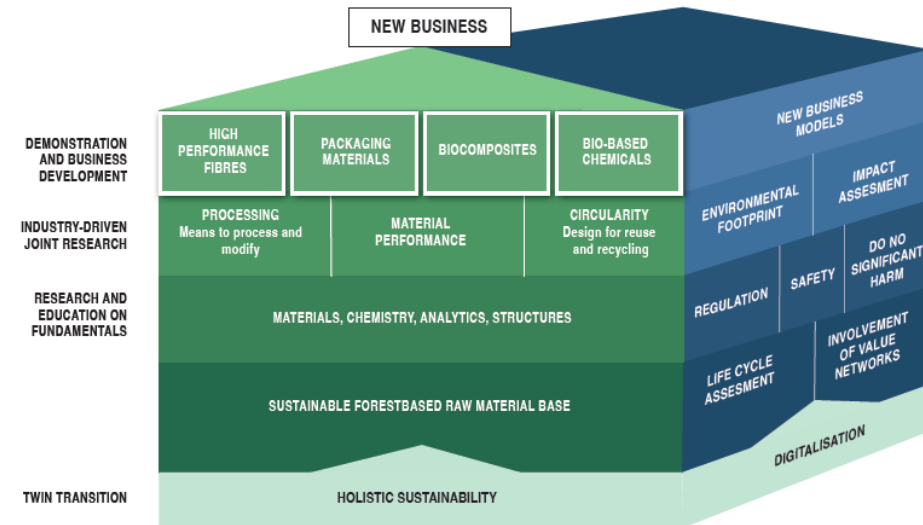 NEW BUSINESS
DEMONSTRATION
AND BUSINESS
DEVELOPMENT
HIGH
PERFORMANCE
FIBRES
PACKAGING
MATERIALS
BIOCOMPOSITES
BIO-BASED
CHEMICALS
NEW BUSINESS
MODELS
INDUSTRY-DRIVEN
JOINT RESEARCH
PROCESSING
Means to process and
modify
MATERIAL
PERFORMANCE
CIRCULARITY
Design for reuse
and recycling
ENVIRONMENTAL
FOOTPRINT
IMPACT
ASSESMENT
RESEARCH AND
EDUCATION ON
FUNDAMENTALS
MATERIALS, CHEMISTRY, ANALYTICS, STRUCTURES
REGULATION
SAFETY
DO NO
SIGNIFICANT
HARM
SUSTAINABLE FORESTBASED RAW MATERIAL BASE
LIFE CYCLE
ASSESMENT
INVOLVEMENT
OF VALUE
NETWORKS
TWIN TRANSITION
HOLISTIC SUSTAINABILITY
DIGITALISATION